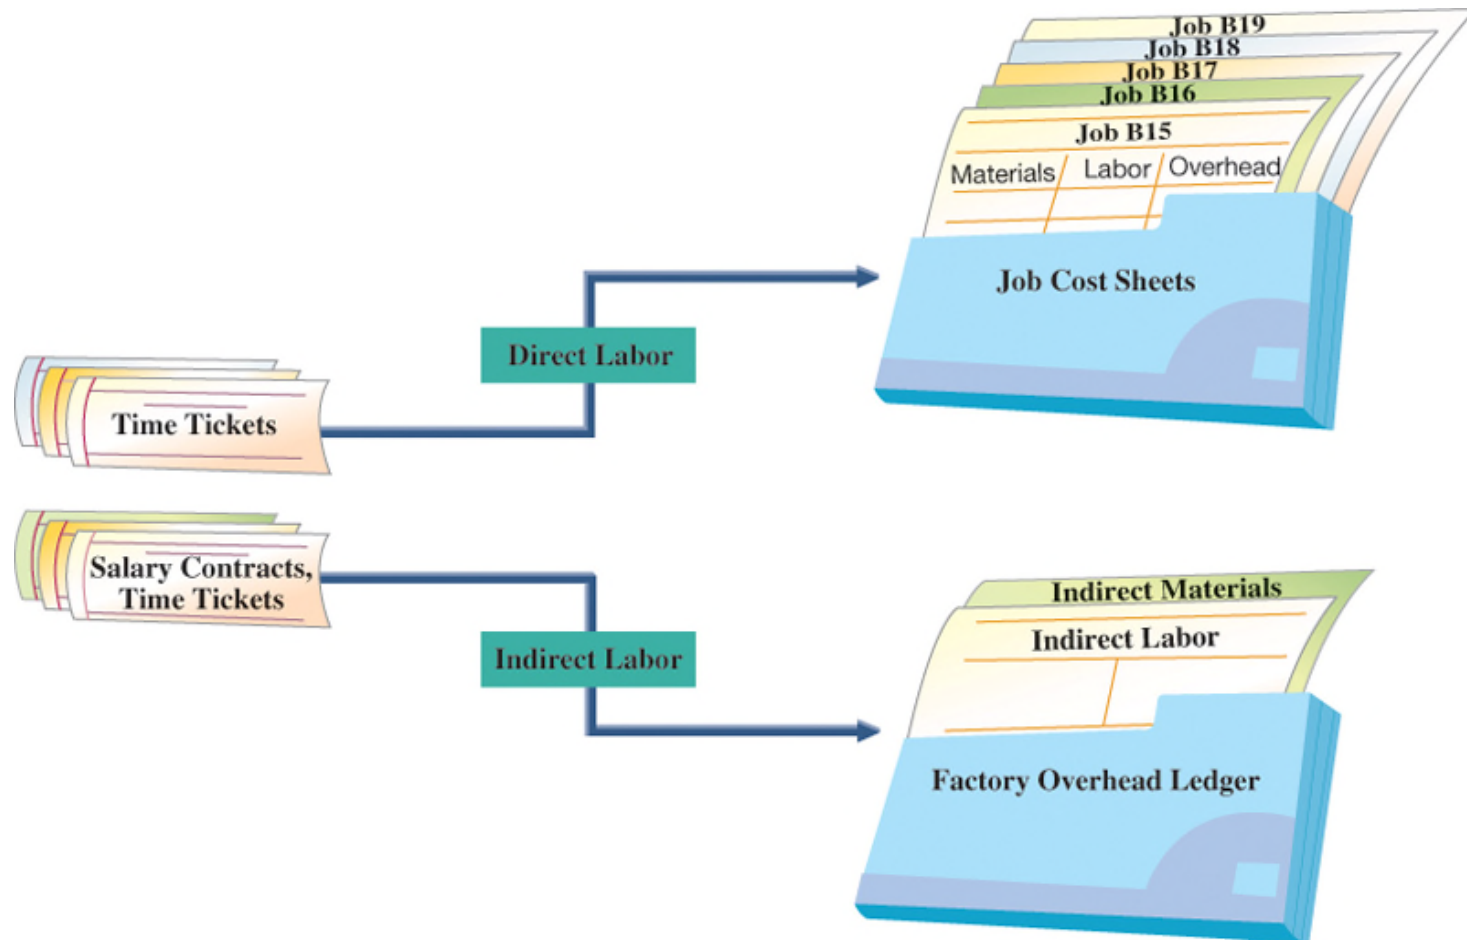 Job B19
Job B18
Job B17
Job B16
Job B15
Materials Labor Overhead
Job Cost Sheets
Direct Labor
Time Tickets
Salary Contracts,
Time Tickets
Indirect Labor
Indirect Materials
Indirect Labor
Factory Overhead Ledger